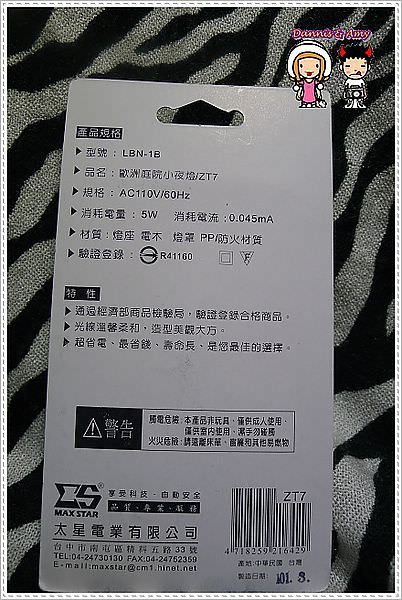 Dannis & Amy
產品規格
▶型號：LBN-1B
▶品名：歐洲庭院小夜燈/ZT7
▶規格：AC110V/60Hz
▶消耗電量：5W 消耗電流：0.045mA
▶材質：燈座 電木 燈罩 PP/防火材質
▶驗證登錄： R41160 F
特性
▶通過經濟部商品檢驗局，驗證登錄合格商品。
▶光線溫馨柔和，造型美觀大方。
▶超省電、最省錢、壽命長、是您最佳的選擇。
警告
觸電危險：本產品非玩具、僅供成人使用、
僅供室內使用、濕手勿碰觸
火災危險：請遠離床單、窗簾和其他易燃物
MAX STAR
享受科技・自動安全
品質、專業、服務
太星電業有限公司
台中市南屯區精科五路33號
TEL:04-24730130 FAX:04-24752359
E-mail:maxstar@cm1.hinet.net
ZT7
4718259216429
產地:中華民國 台灣
製造日期: 101. 3.